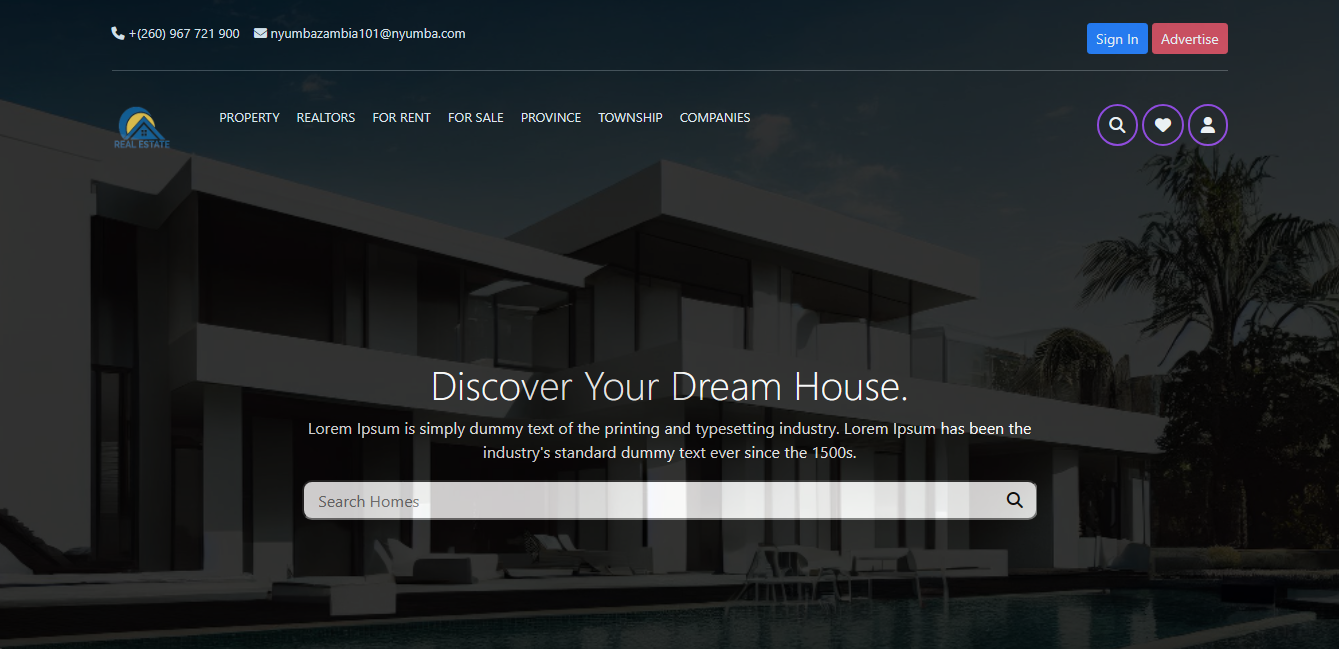 +(260) 967 721 900 nyumbazambia101@nyumba.com
Sign In Advertise
REAL ESTATE
PROPERTY REALTORS FOR RENT FOR SALE PROVINCE TOWNSHIP COMPANIES
Discover Your Dream House.
Lorem Ipsum is simply dummy text of the printing and typesetting industry. Lorem Ipsum has been the
industry's standard dummy text ever since the 1500s.
Search Homes